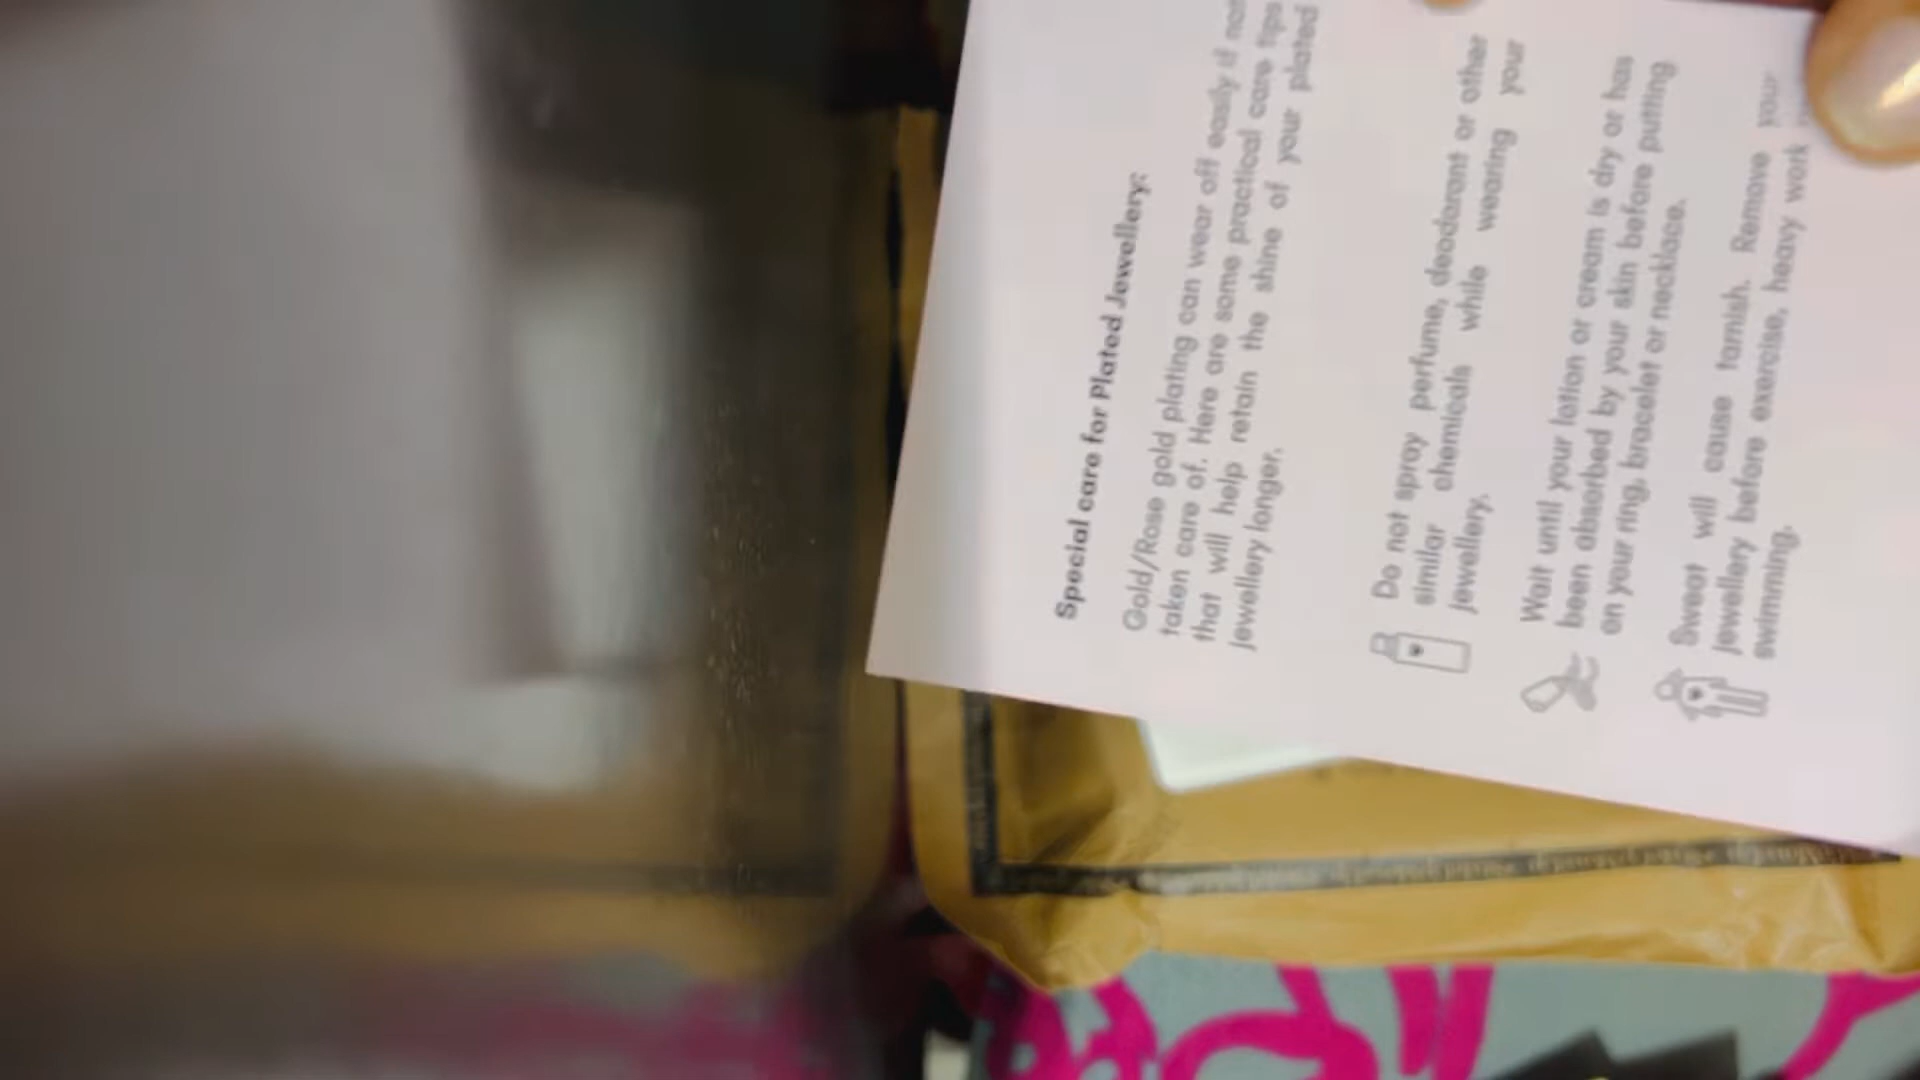 Special care for Plated Jewellery:
Gold/Rose gold plating can wear off easily if not
taken care of. Here are some practical care tips
that will help retain the shine of your plated
jewellery longer.
Do not spray perfume, deodorant or other
similar chemicals while wearing your
jewellery.
Wait until your lotion or cream is dry or has
been absorbed by your skin before putting
on your ring, bracelet or necklace.
Sweat will cause tarnish. Remove your
jewellery before exercise, heavy work
swimming.